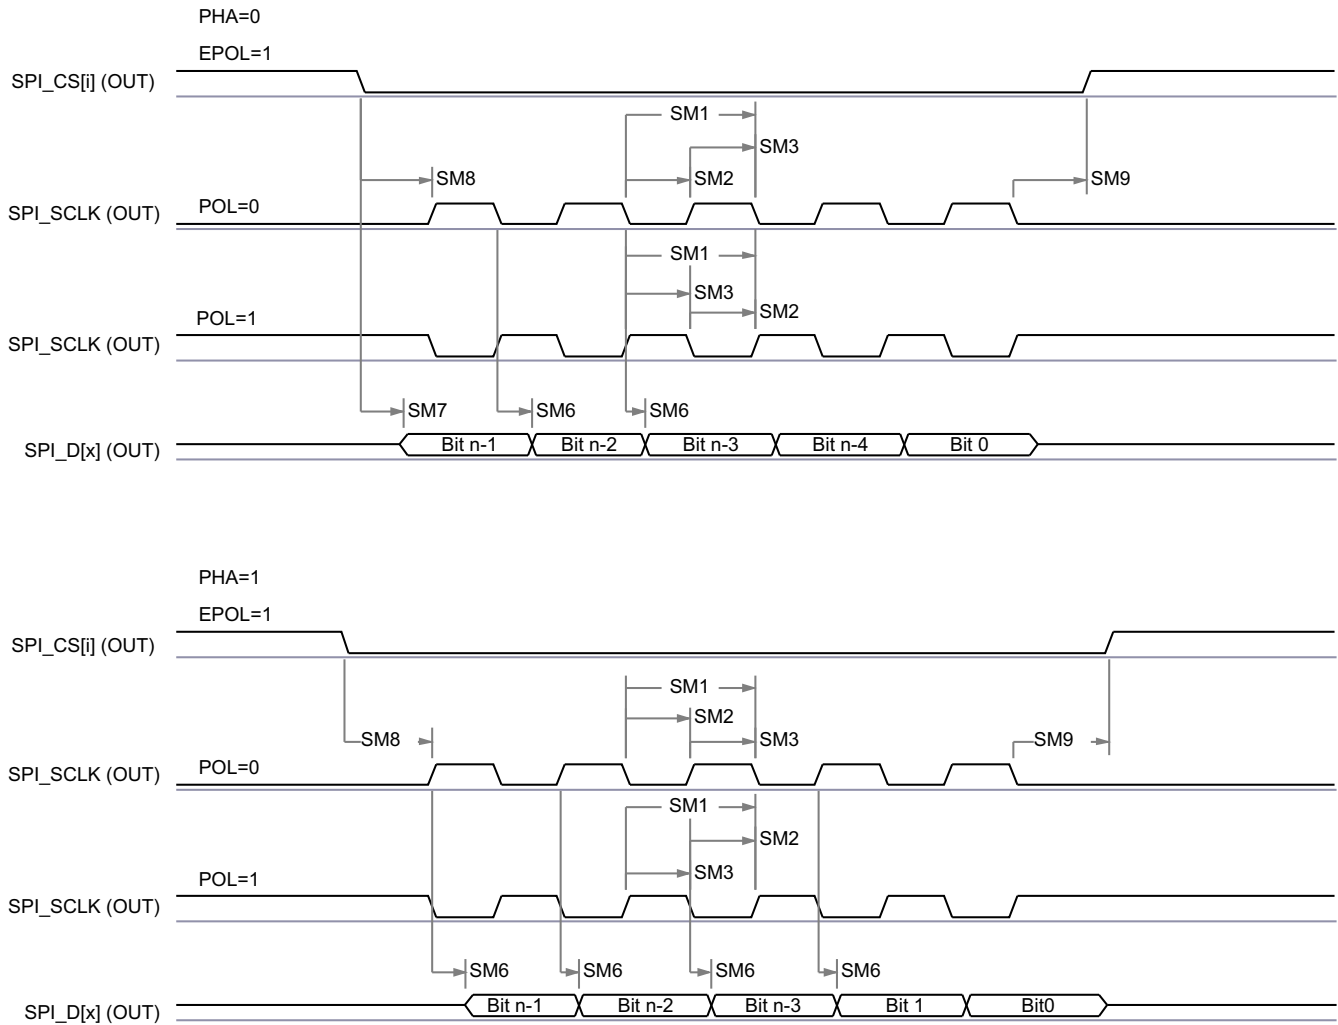 PHA=0
EPOL=1
SPI_CS[i] (OUT)
SM1
SM3
SM8
SM2
SM9
SPI_SCLK (OUT)
POL=0
SM1
SM3
SM2
POL=1
SPI_SCLK (OUT)
SM7
SM6
SM6
SPI_D[x] (OUT)
Bit n-1
Bit n-2
Bit n-3
Bit n-4
Bit 0
PHA=1
EPOL=1
SPI_CS[i] (OUT)
SM1
SM2
SM8
SM3
SM9
SPI_SCLK (OUT)
POL=0
SM1
SM2
SM3
POL=1
SPI_SCLK (OUT)
SM6
SM6
SM6
SM6
SPI_D[x] (OUT)
Bit n-1
Bit n-2
Bit n-3
Bit 1
Bit0